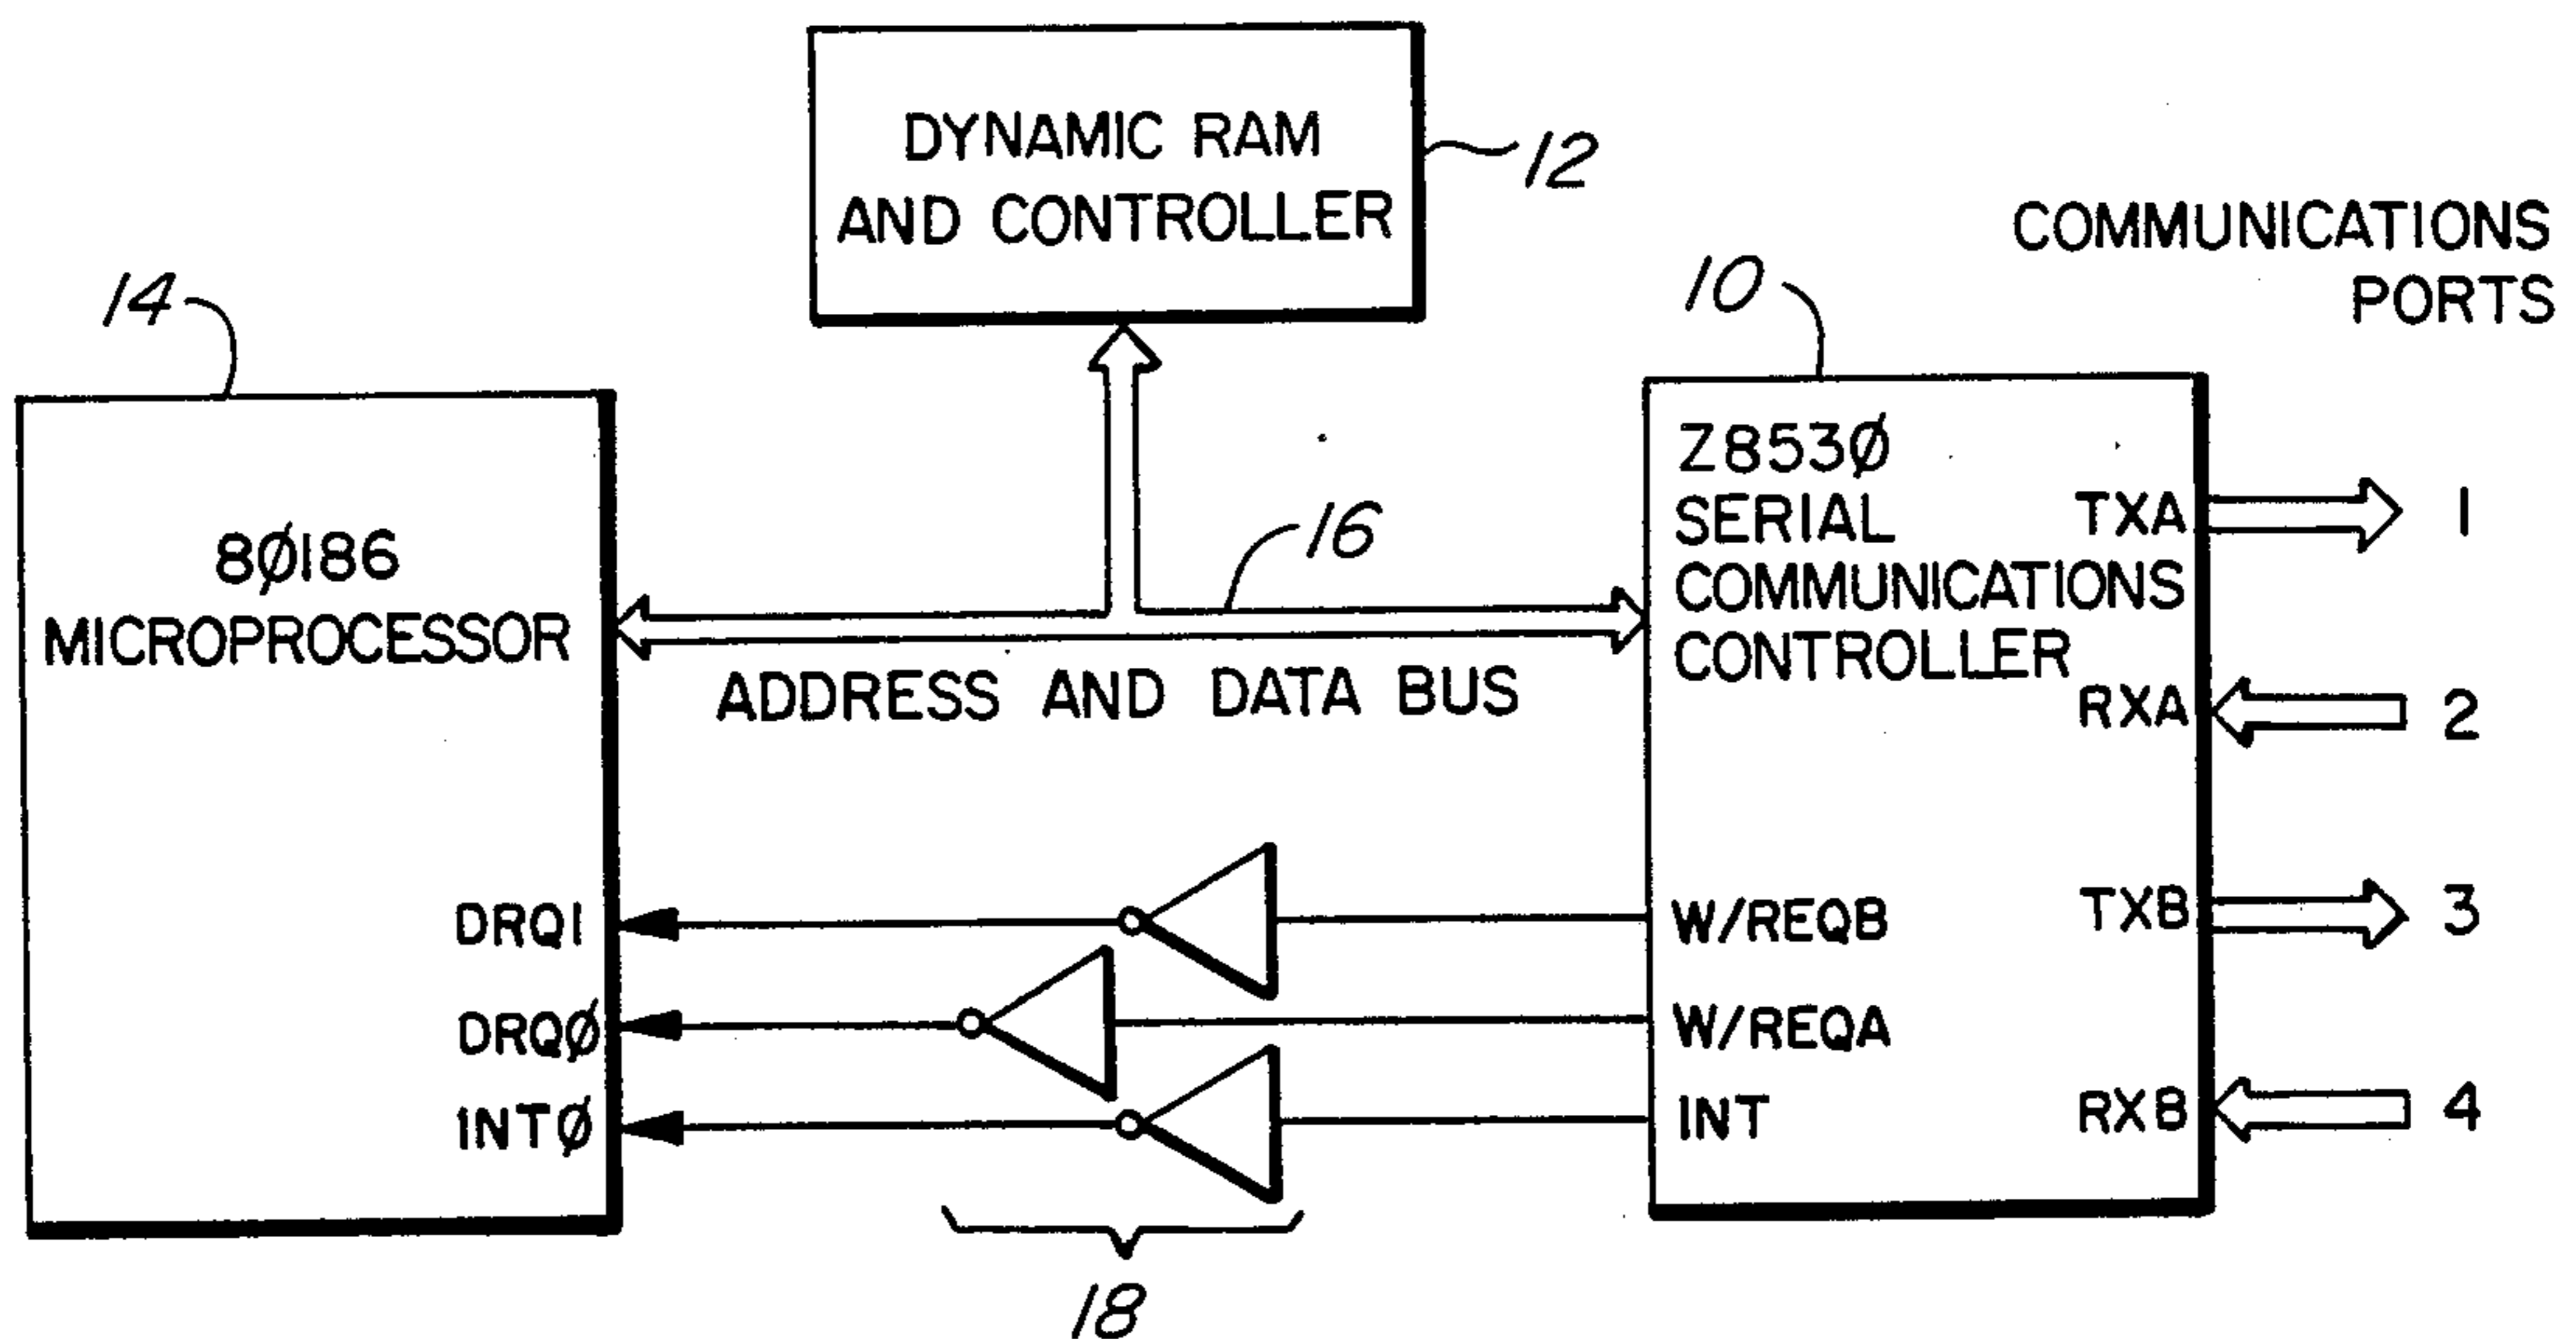 DYNAMIC RAM
AND CONTROLLER
12
COMMUNICATIONS
PORTS
14
10
8Ø186
MICROPROCESSOR
16
ADDRESS AND DATA BUS
Z853Ø
SERIAL
COMMUNICATIONS
CONTROLLER
TXA
1
RXA
2
TXB
3
RXB
4
DRQ1
W/REQB
DRQØ
W/REQA
INTØ
INT
18